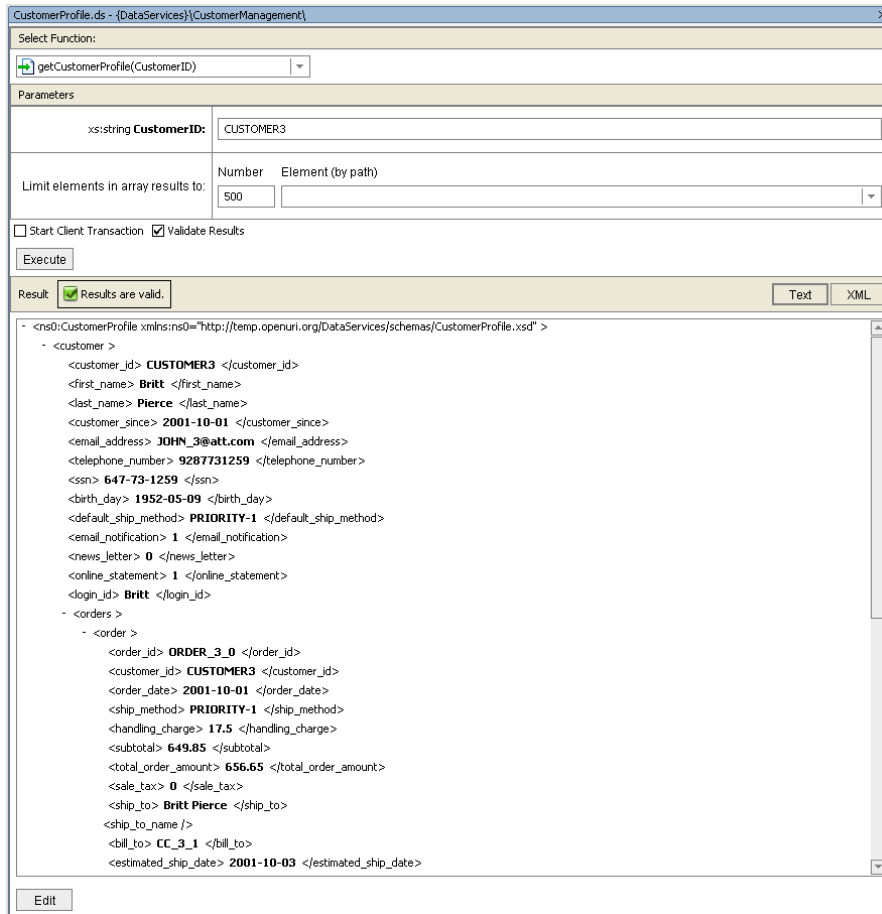 CustomerProfile.ds - {DataServices}\CustomerManagement\
Select Function:
getCustomerProfile(CustomerID)
Parameters
xs:string CustomerID: CUSTOMER3
Number Element (by path)
Limit elements in array results to:
500
Start Client Transaction Validate Results
Execute
Result Results are valid. Text XML
- <ns0:CustomerProfile xmlns:ns0="http://temp.openuri.org/DataServices/schemas/CustomerProfile.xsd" >
- <customer >
<customer_id> CUSTOMER3 </customer_id>
<first_name> Britt </first_name>
<last_name> Pierce </last_name>
<customer_since> 2001-10-01 </customer_since>
<email_address> JOHN_3@att.com </email_address>
<telephone_number> 9287731259 </telephone_number>
<ssn> 647-73-1259 </ssn>
<birth_day> 1952-05-09 </birth_day>
<default_ship_method> PRIORITY-1 </default_ship_method>
<email_notification> 1 </email_notification>
<news_letter> 0 </news_letter>
<online_statement> 1 </online_statement>
<login_id> Britt </login_id>
- <orders >
- <order >
<order_id> ORDER_3_0 </order_id>
<customer_id> CUSTOMER3 </customer_id>
<order_date> 2001-10-01 </order_date>
<ship_method> PRIORITY-1 </ship_method>
<handling_charge> 17.5 </handling_charge>
<subtotal> 649.85 </subtotal>
<total_order_amount> 656.65 </total_order_amount>
<sale_tax> 0 </sale_tax>
<ship_to> Britt Pierce </ship_to>
<ship_to_name />
<bill_to> CC_3_1 </bill_to>
<estimated_ship_date> 2001-10-03 </estimated_ship_date>
Edit